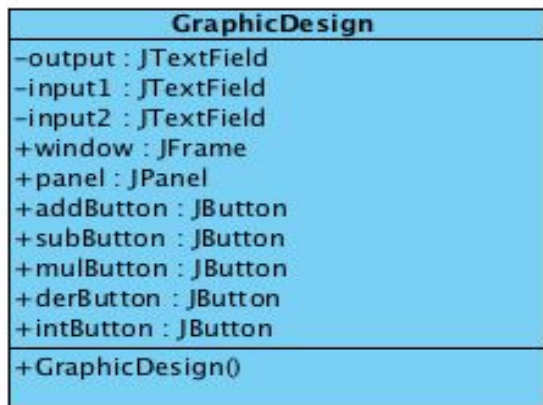 GraphicDesign
-output : JTextField
-input1 : JTextField
-input2 : JTextField
+window : JFrame
+panel : JPanel
+addButton : JButton
+subButton : JButton
+mulButton : JButton
+derButton : JButton
+intButton : JButton
+GraphicDesign()